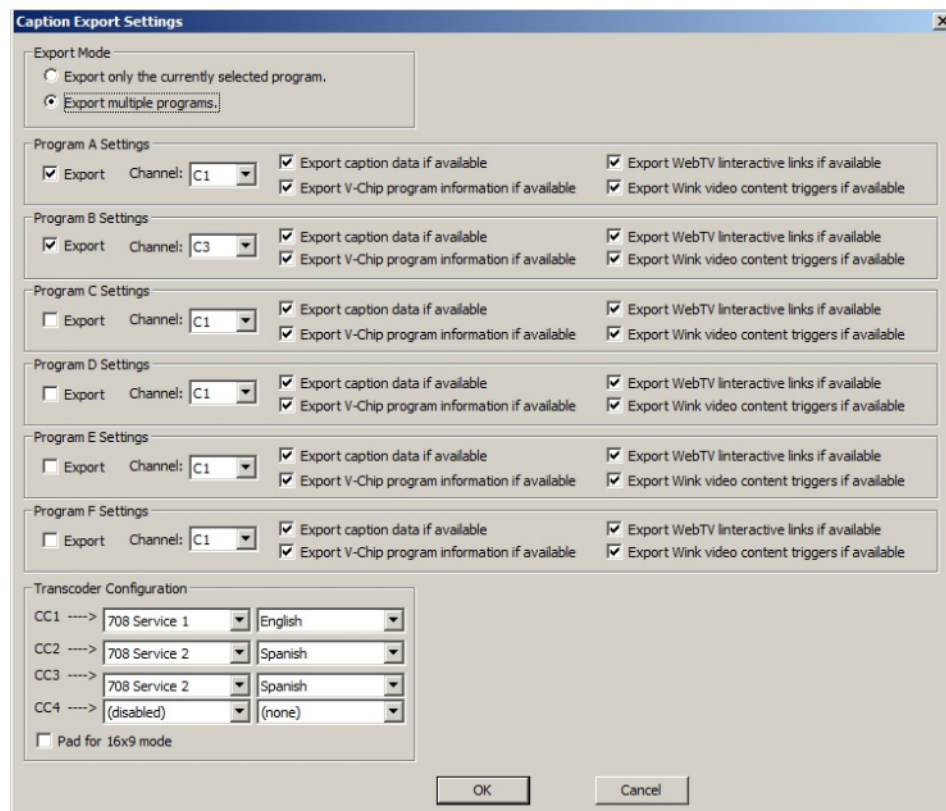 Caption Export Settings
Export Mode
Export only the currently selected program.
Export multiple programs.
Program A Settings
Export Channel: C1 Export caption data if available Export WebTV linteractive links if available
Export V-Chip program information if available Export Wink video content triggers if available
Program B Settings
Export Channel: C3 Export caption data if available Export WebTV linteractive links if available
Export V-Chip program information if available Export Wink video content triggers if available
Program C Settings
Export Channel: C1 Export caption data if available Export WebTV linteractive links if available
Export V-Chip program information if available Export Wink video content triggers if available
Program D Settings
Export Channel: C1 Export caption data if available Export WebTV linteractive links if available
Export V-Chip program information if available Export Wink video content triggers if available
Program E Settings
Export Channel: C1 Export caption data if available Export WebTV linteractive links if available
Export V-Chip program information if available Export Wink video content triggers if available
Program F Settings
Export Channel: C1 Export caption data if available Export WebTV linteractive links if available
Export V-Chip program information if available Export Wink video content triggers if available
Transcoder Configuration
CC1 ----> 708 Service 1 English
CC2 ----> 708 Service 2 Spanish
CC3 ----> 708 Service 2 Spanish
CC4 ----> (disabled) (none)
Pad for 16x9 mode
OK Cancel